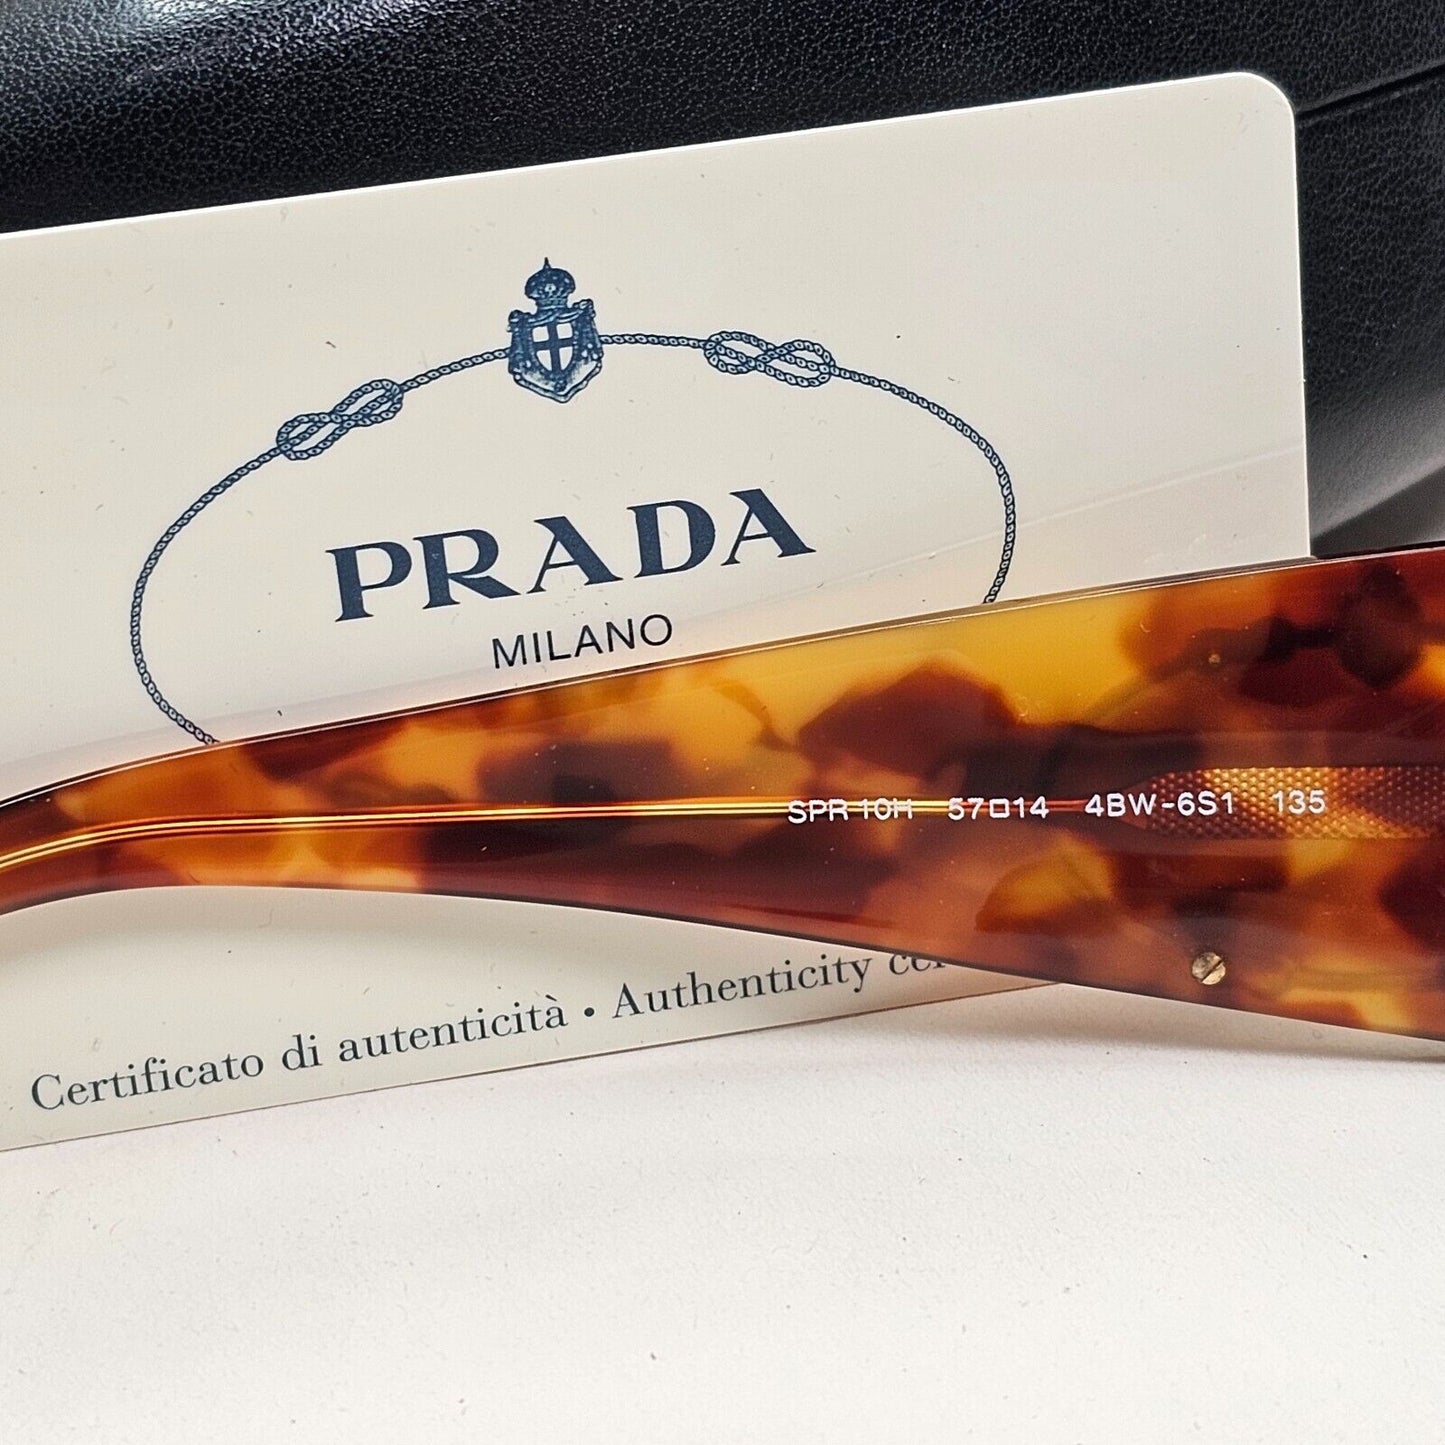 PRADA
MILANO
SPR 10H 57□14 4BW-6S1 135
Certificato di autenticità • Authenticity